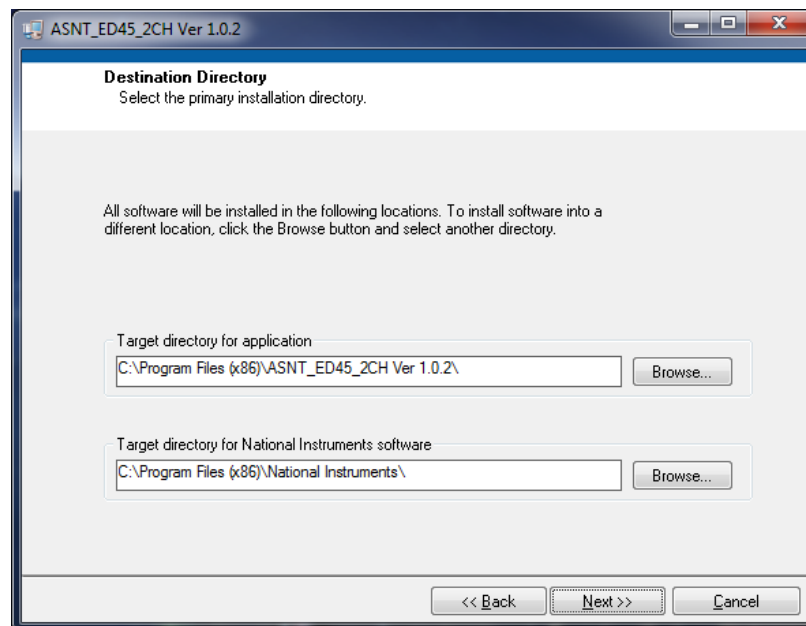 ASNT_ED45_2CH Ver 1.0.2
Destination Directory
Select the primary installation directory.
All software will be installed in the following locations. To install software into a
different location, click the Browse button and select another directory.
Target directory for application
C:\Program Files (x86)\ASNT_ED45_2CH Ver 1.0.2\
Browse...
Target directory for National Instruments software
C:\Program Files (x86)\National Instruments\
Browse...
<< Back
Next >>
Cancel